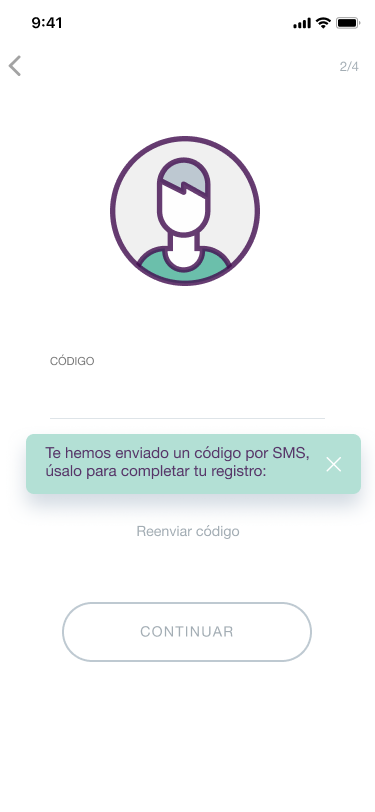 9:41
2/4
CÓDIGO
Te hemos enviado un código por SMS,
úsalo para completar tu registro:
Reenviar código
CONTINUAR